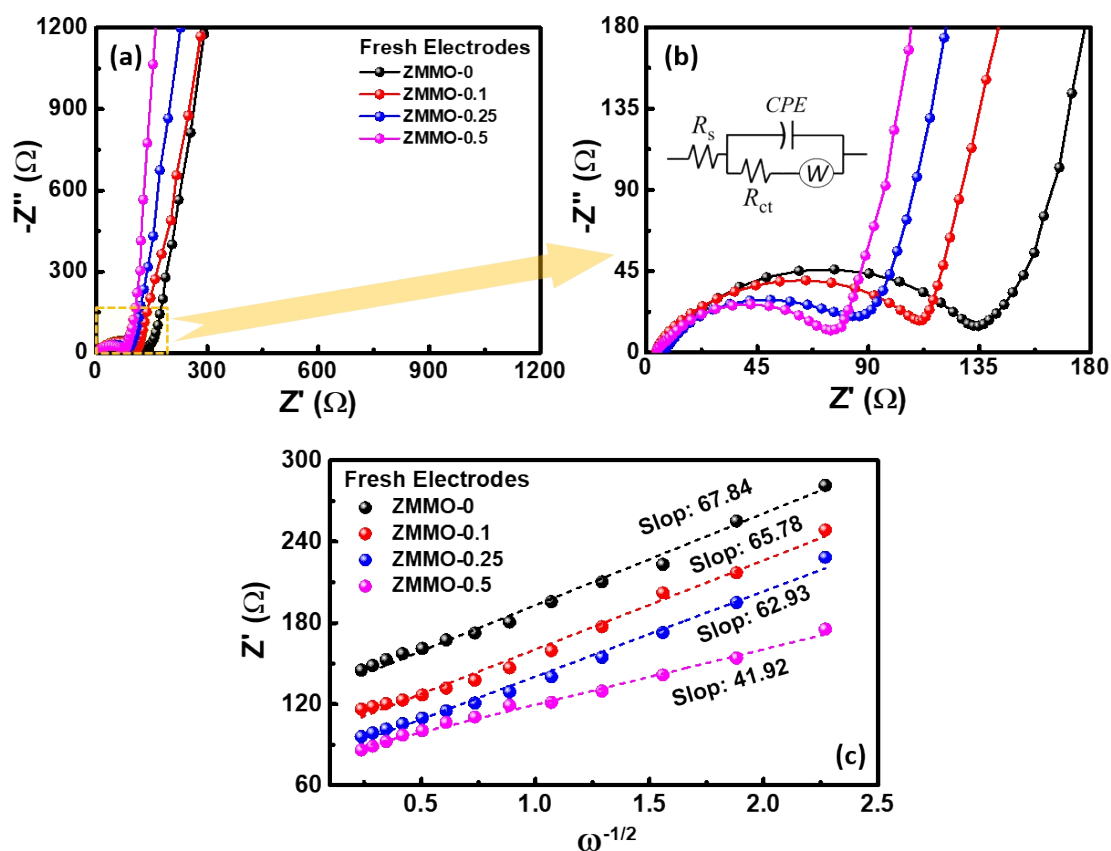 (a)
Fresh Electrodes
ZMMO-0
ZMMO-0.1
ZMMO-0.25
ZMMO-0.5
1200
900
600
300
0
-Z'' (Ω)
0 300 600 900 1200
Z' (Ω)
(b)
180
135
90
45
0
-Z'' (Ω)
CPE
Rs
W
Rct
0 45 90 135 180
Z' (Ω)
Fresh Electrodes
ZMMO-0
ZMMO-0.1
ZMMO-0.25
ZMMO-0.5
300
240
180
120
60
Z' (Ω)
Slop: 67.84
Slop: 65.78
Slop: 62.93
Slop: 41.92
(c)
0.5 1.0 1.5 2.0 2.5
ω-1/2